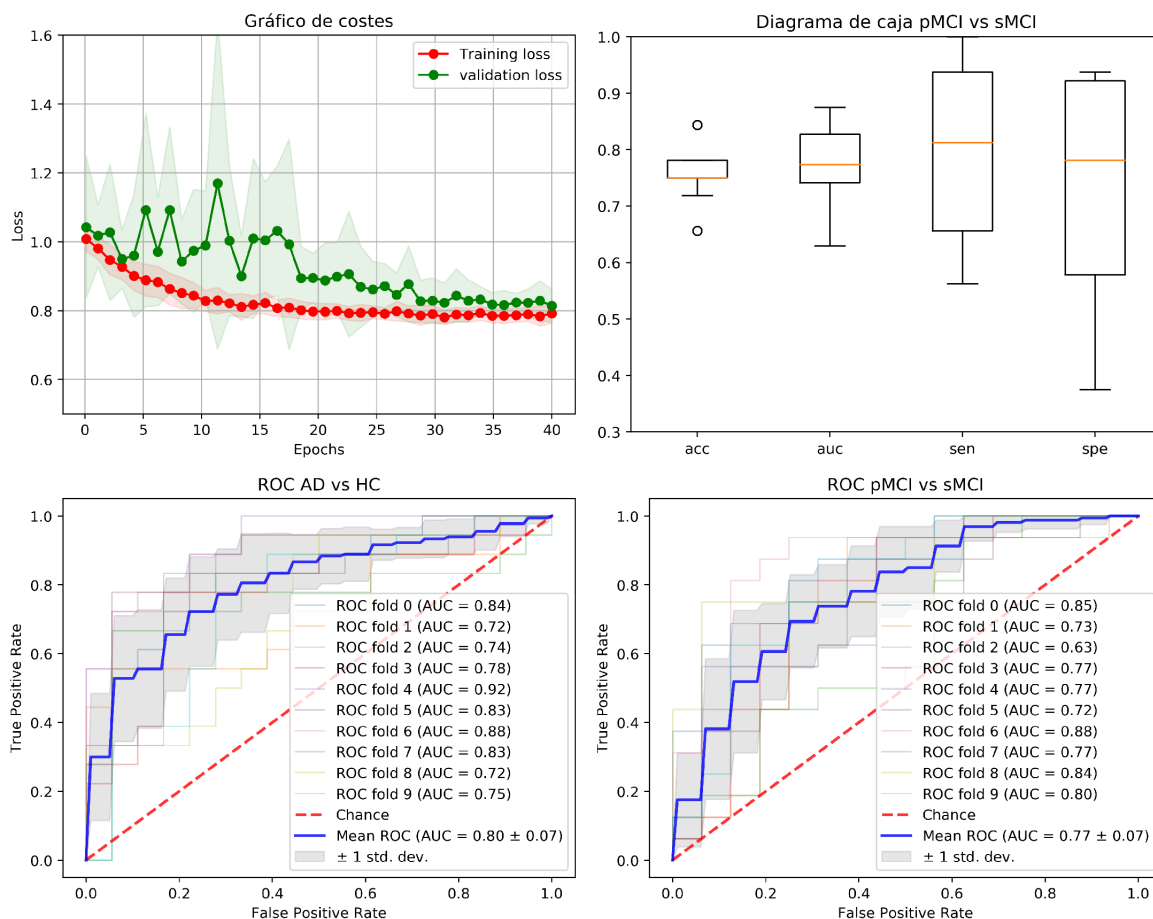 Gráfico de costes
1.6
1.4
1.2
1.0
0.8
0.6
Loss
Training loss
validation loss
0 5 10 15 20 25 30 35 40
Epochs
Diagrama de caja pMCI vs sMCI
1.0
0.9
0.8
0.7
0.6
0.5
0.4
0.3
acc auc sen spe
ROC AD vs HC
1.0
0.8
0.6
0.4
0.2
0.0
True Positive Rate
ROC fold 0 (AUC = 0.84)
ROC fold 1 (AUC = 0.72)
ROC fold 2 (AUC = 0.74)
ROC fold 3 (AUC = 0.78)
ROC fold 4 (AUC = 0.92)
ROC fold 5 (AUC = 0.83)
ROC fold 6 (AUC = 0.88)
ROC fold 7 (AUC = 0.83)
ROC fold 8 (AUC = 0.72)
ROC fold 9 (AUC = 0.75)
Chance
Mean ROC (AUC = 0.80 ± 0.07)
± 1 std. dev.
0.0 0.2 0.4 0.6 0.8 1.0
False Positive Rate
ROC pMCI vs sMCI
1.0
0.8
0.6
0.4
0.2
0.0
True Positive Rate
ROC fold 0 (AUC = 0.85)
ROC fold 1 (AUC = 0.73)
ROC fold 2 (AUC = 0.63)
ROC fold 3 (AUC = 0.77)
ROC fold 4 (AUC = 0.77)
ROC fold 5 (AUC = 0.72)
ROC fold 6 (AUC = 0.88)
ROC fold 7 (AUC = 0.77)
ROC fold 8 (AUC = 0.84)
ROC fold 9 (AUC = 0.80)
Chance
Mean ROC (AUC = 0.77 ± 0.07)
± 1 std. dev.
0.0 0.2 0.4 0.6 0.8 1.0
False Positive Rate